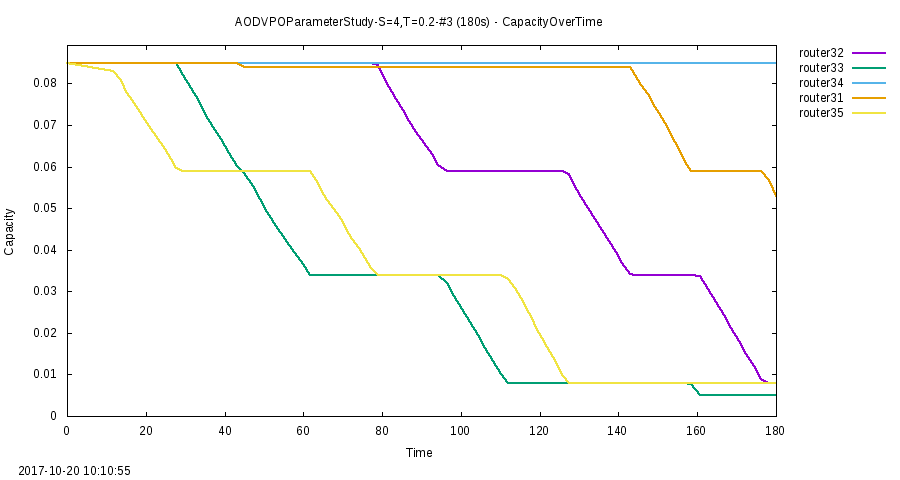 AODVPOParameterStudy-S=4,T=0.2-#3 (180s) - CapacityOverTime
router32
router33
router34
router31
router35
0.08
0.07
0.06
0.05
0.04
0.03
0.02
0.01
0
Capacity
0 20 40 60 80 100 120 140 160 180
Time
2017-10-20 10:10:55